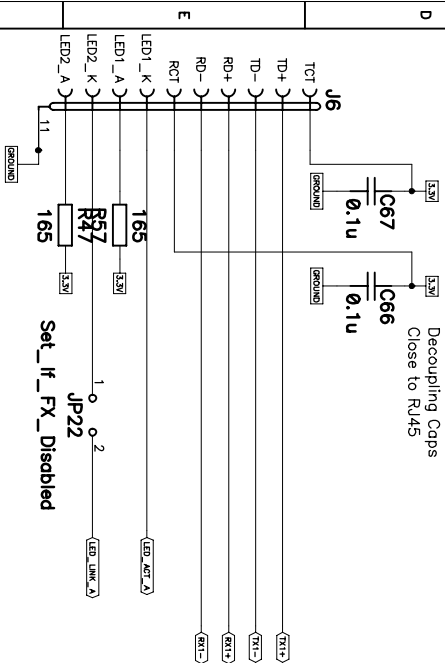 E
D
J6
TCT
TD+
TD-
RD+
RD-
RCT
LED1_K
LED1_A
LED2_K
LED2_A
11
GROUND
3.3V
C67
0.1u
GROUND
3.3V
C66
0.1u
GROUND
Decoupling Caps
Close to RJ45
165
R57
R47
165
3.3V
3.3V
1
2
JP22
Set_If_FX_Disabled
LED_LINK_A
LED_ACT_A
RX1-
RX1+
TX1-
TX1+